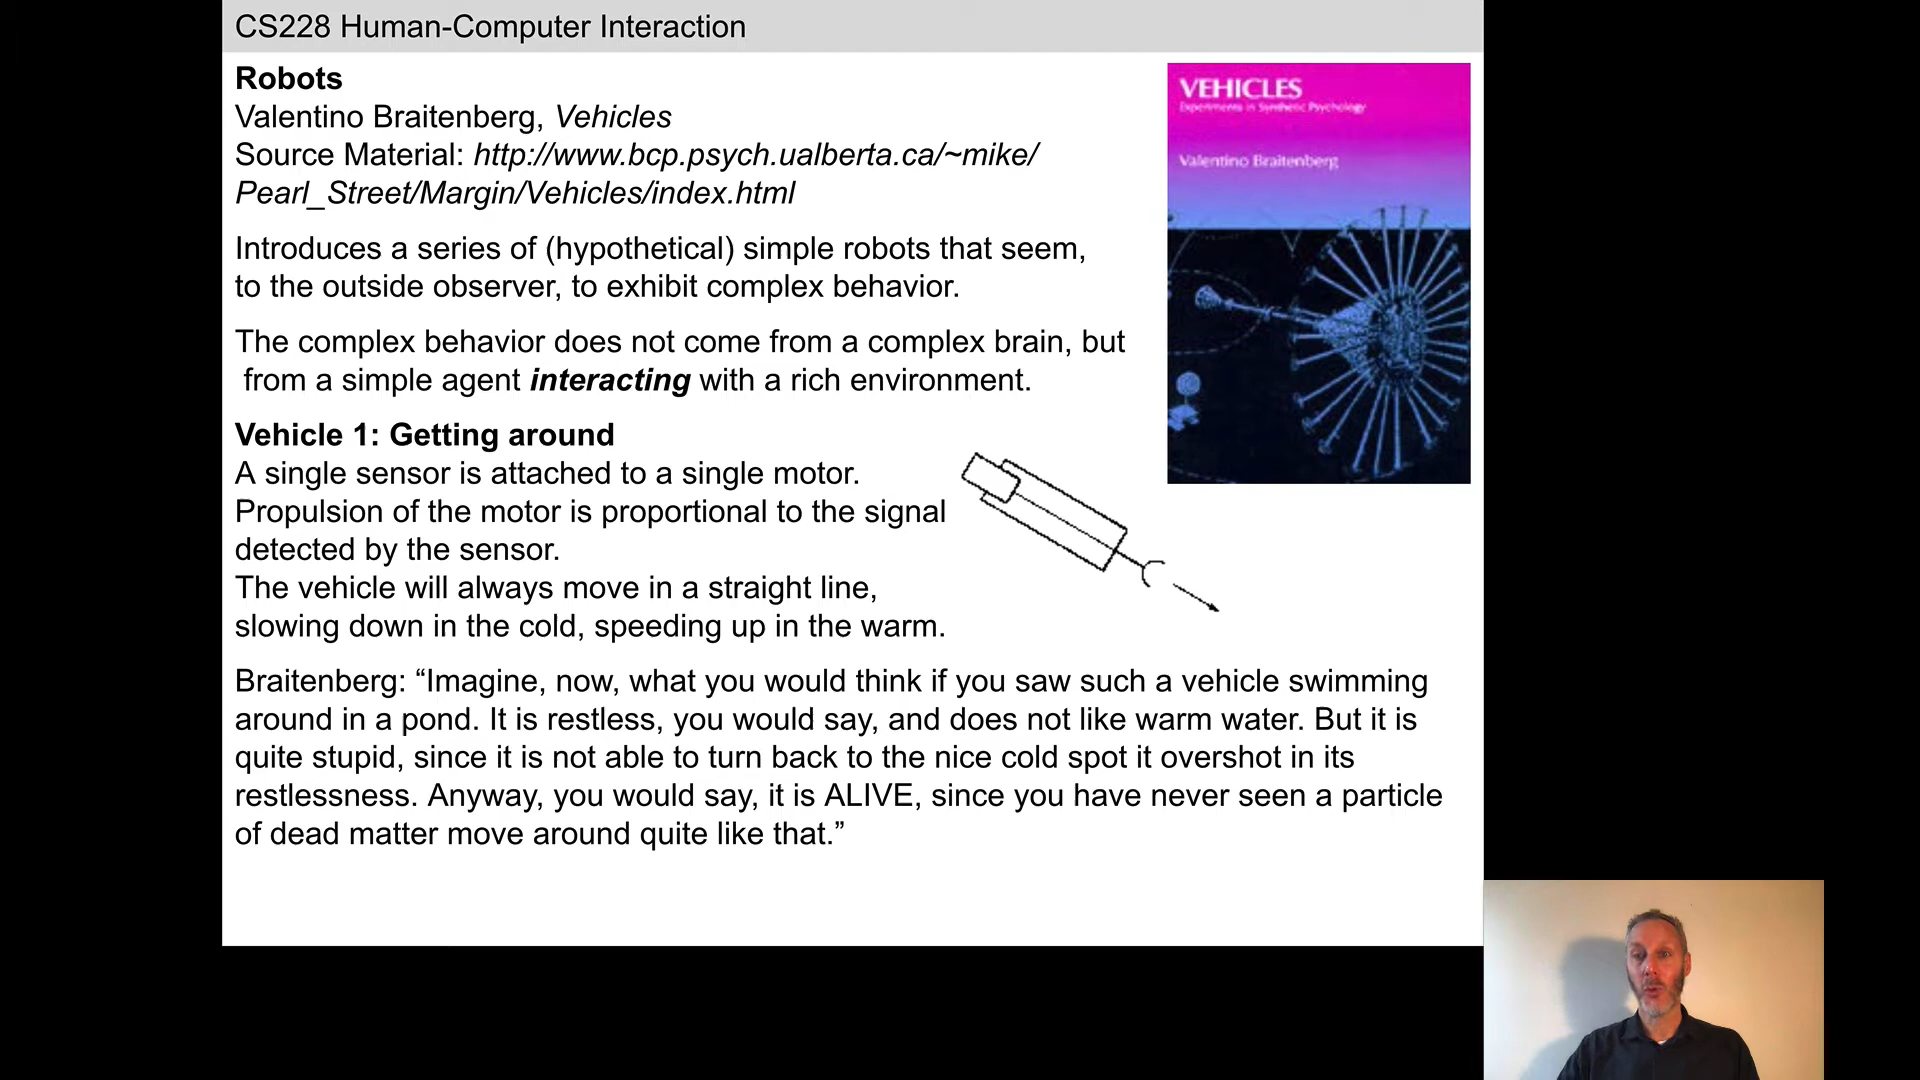 CS228 Human-Computer Interaction
Robots
Valentino Braitenberg, Vehicles
Source Material: http://www.bcp.psych.ualberta.ca/~mike/
Pearl_Street/Margin/Vehicles/index.html
Introduces a series of (hypothetical) simple robots that seem,
to the outside observer, to exhibit complex behavior.
The complex behavior does not come from a complex brain, but
from a simple agent interacting with a rich environment.
Vehicle 1: Getting around
A single sensor is attached to a single motor.
Propulsion of the motor is proportional to the signal
detected by the sensor.
The vehicle will always move in a straight line,
slowing down in the cold, speeding up in the warm.
Braitenberg: “Imagine, now, what you would think if you saw such a vehicle swimming
around in a pond. It is restless, you would say, and does not like warm water. But it is
quite stupid, since it is not able to turn back to the nice cold spot it overshot in its
restlessness. Anyway, you would say, it is ALIVE, since you have never seen a particle
of dead matter move around quite like that.”
VEHICLES
Experiments in Synthetic Psychology
Valentino Braitenberg